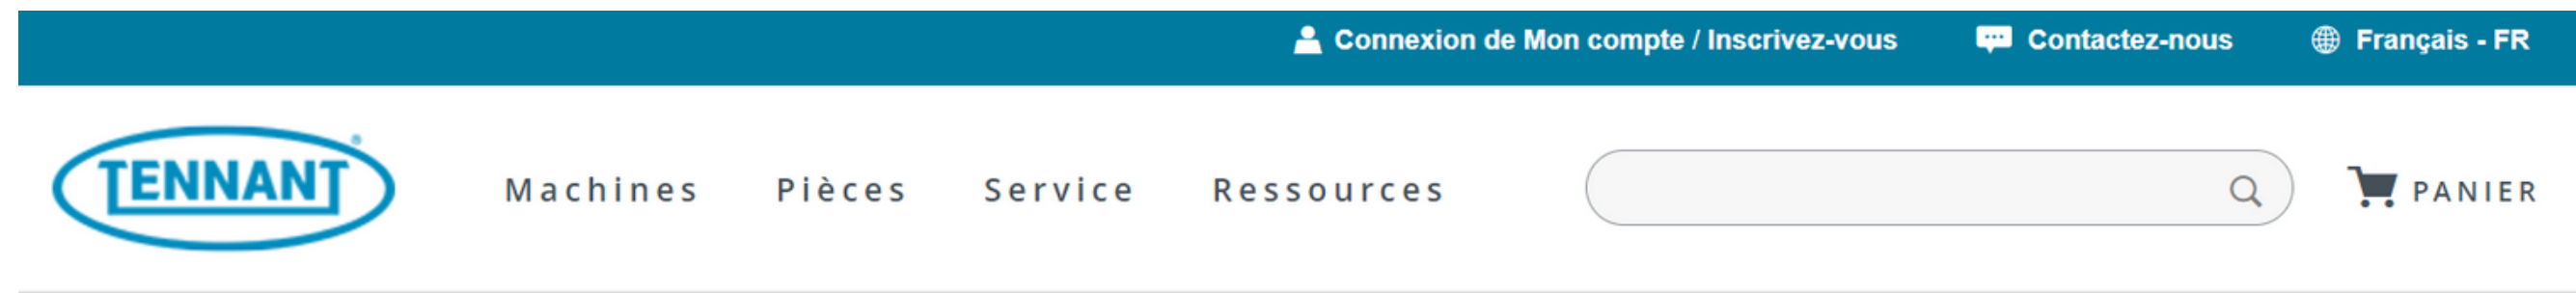 Connexion de Mon compte / Inscrivez-vous Contactez-nous Français - FR
TENNANT® Machines Pièces Service Ressources PANIER